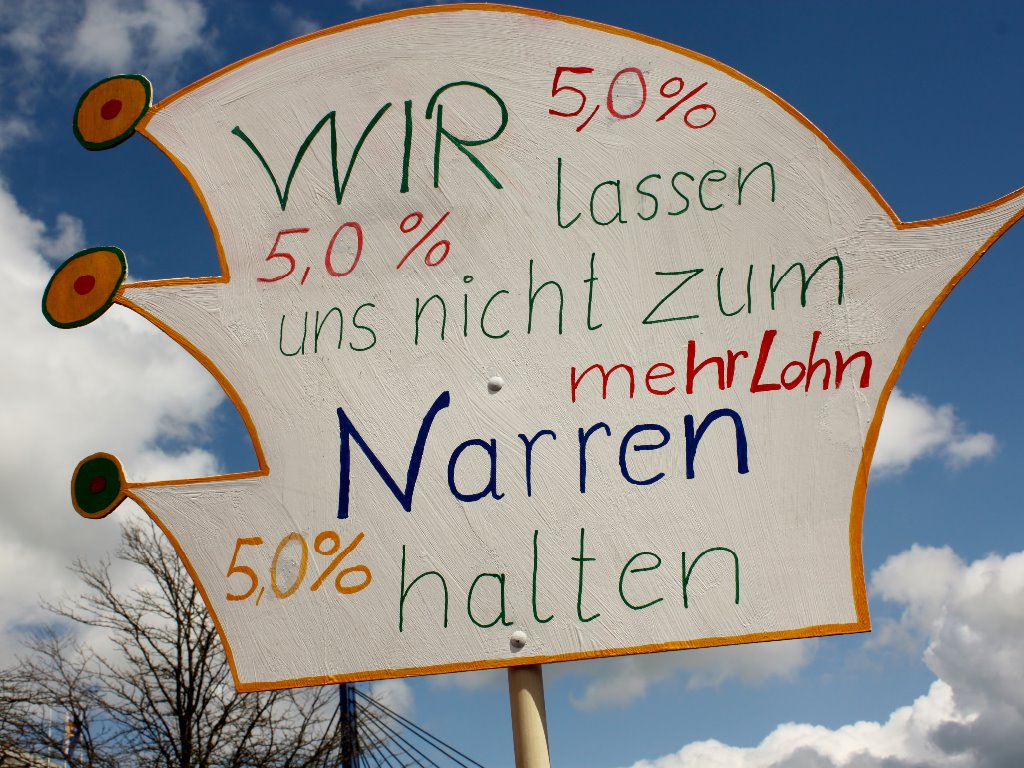 WIR 5,0%
lassen
5,0 %
uns nicht zum
mehr Lohn
Narren
5,0% halten